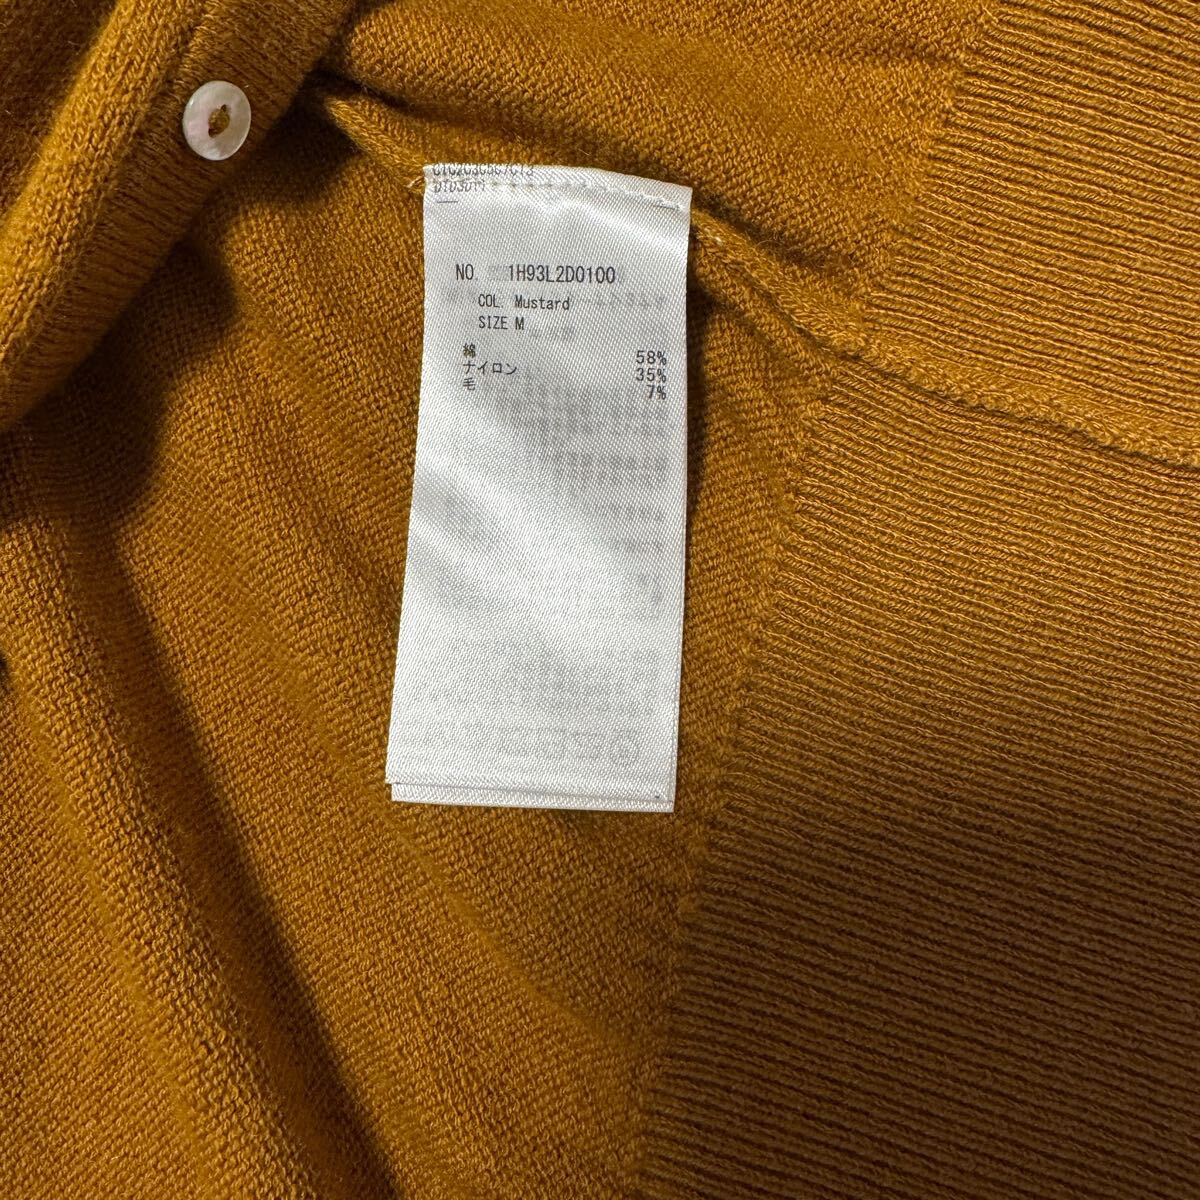 NO. 1H93L2D0100
COL. Mustard
SIZE M
綿 58%
ナイロン 35%
毛 7%